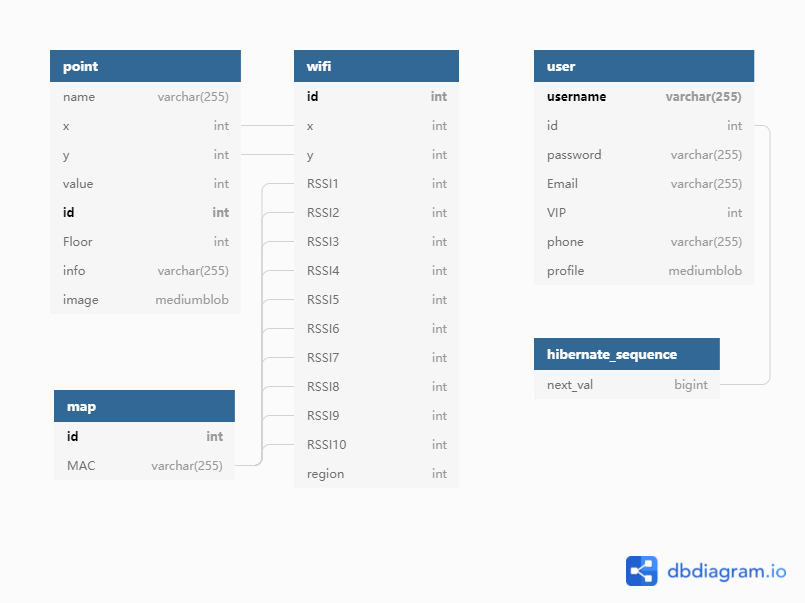 point
name varchar(255)
x int
y int
value int
id int
Floor int
info varchar(255)
image mediumblob
map
id int
MAC varchar(255)
wifi
id int
x int
y int
RSSI1 int
RSSI2 int
RSSI3 int
RSSI4 int
RSSI5 int
RSSI6 int
RSSI7 int
RSSI8 int
RSSI9 int
RSSI10 int
region int
user
username varchar(255)
id int
password varchar(255)
Email varchar(255)
VIP int
phone varchar(255)
profile mediumblob
hibernate_sequence
next_val bigint
dbdiagram.io